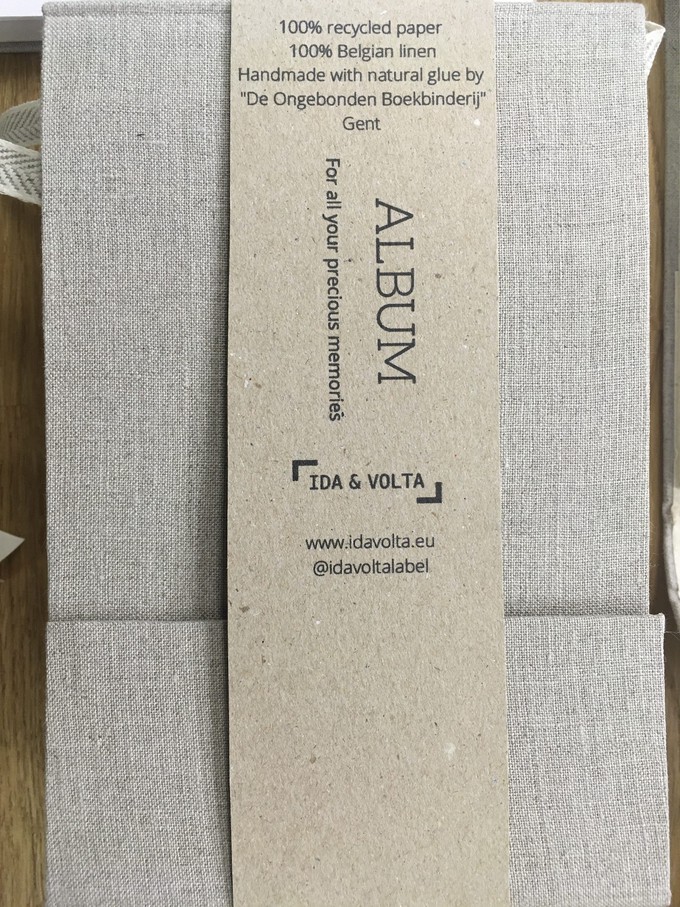 100% recycled paper
100% Belgian linen
Handmade with natural glue by
"De Ongebonden Boekbinderij"
Gent
ALBUM
For all your precious memories
IDA & VOLTA
www.idavolta.eu
@idavoltalabel